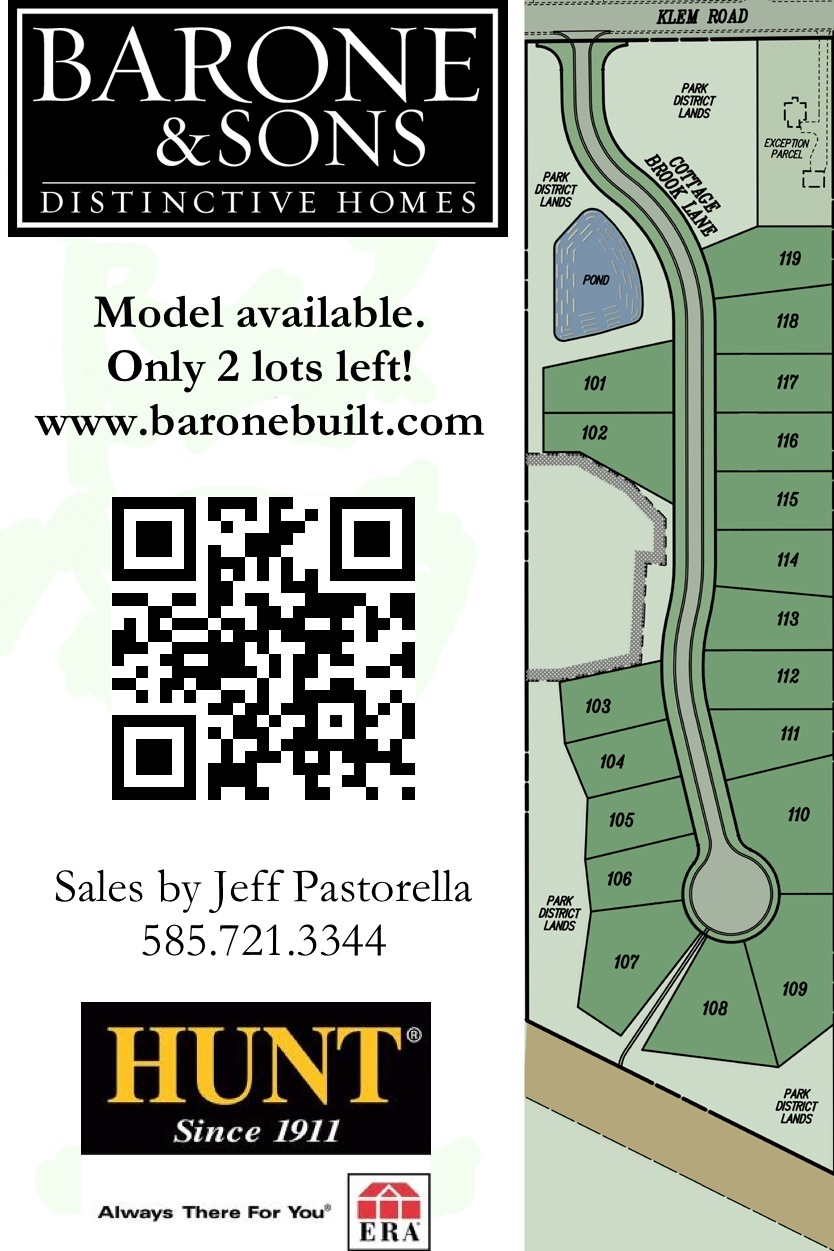 BARONE
&SONS
DISTINCTIVE HOMES
Model available.
Only 2 lots left!
www.baronebuilt.com
Sales by Jeff Pastorella
585.721.3344
HUNT®
Since 1911
Always There For You®
ERA
KLEM ROAD
PARK
DISTRICT
LANDS
EXCEPTION
PARCEL
PARK
DISTRICT
LANDS
COTTAGE
BROOK LANE
POND
119
118
101
117
102
116
115
114
113
112
103
111
104
110
105
106
PARK
DISTRICT
LANDS
107
109
108
PARK
DISTRICT
LANDS